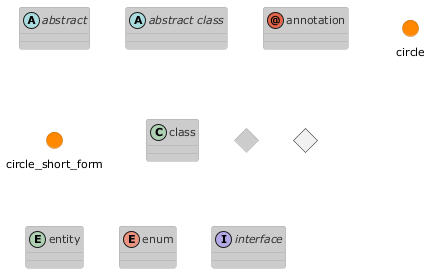 A abstract
A abstract class
@ annotation
circle
circle_short_form
C class
E entity
E enum
I interface